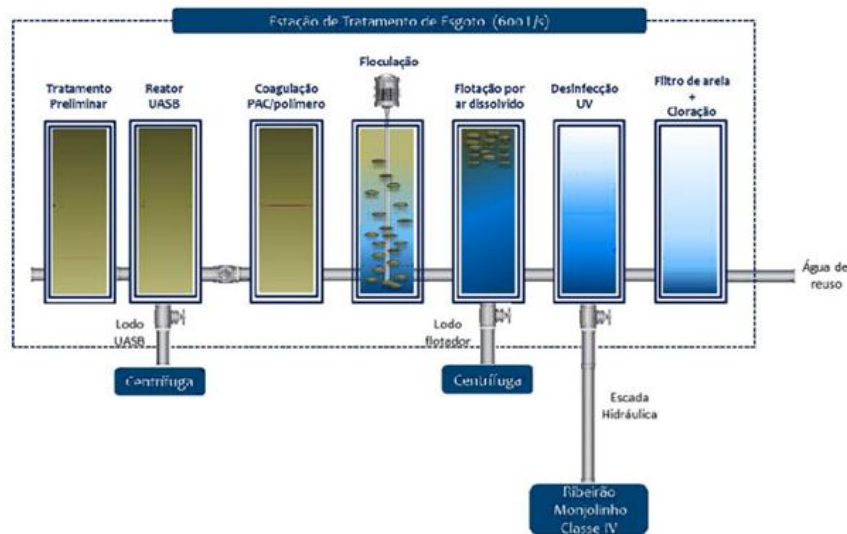 Estação de Tratamento de Esgoto (600 l/s)
Tratamento
Preliminar
Reator
UASB
Coagulação
PAC/polímero
Floculação
Flotação por
ar dissolvido
Desinfecção
UV
Filtro de areia
+
Cloração
Água de
reuso
Lodo
UASB
Lodo
flotador
Centrífuga
Centrífuga
Escada
Hidráulica
Ribeirão
Monjolinho
Classe IV